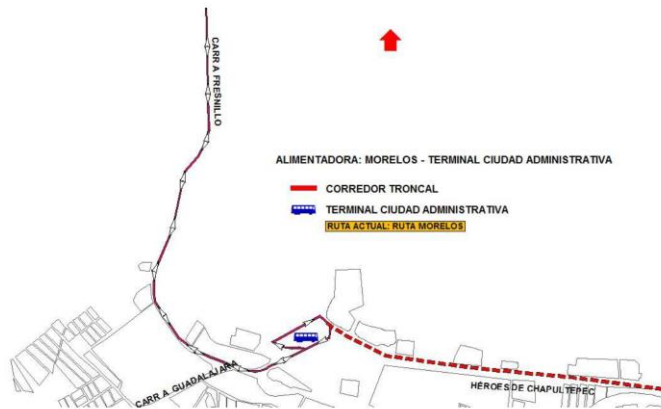 CARR A FRESNILLO
ALIMENTADORA: MORELOS - TERMINAL CIUDAD ADMINISTRATIVA
CORREDOR TRONCAL
TERMINAL CIUDAD ADMINISTRATIVA
RUTA ACTUAL: RUTA MORELOS
CARR A GUADALAJARA
HÉROES DE CHAPULTEPEC